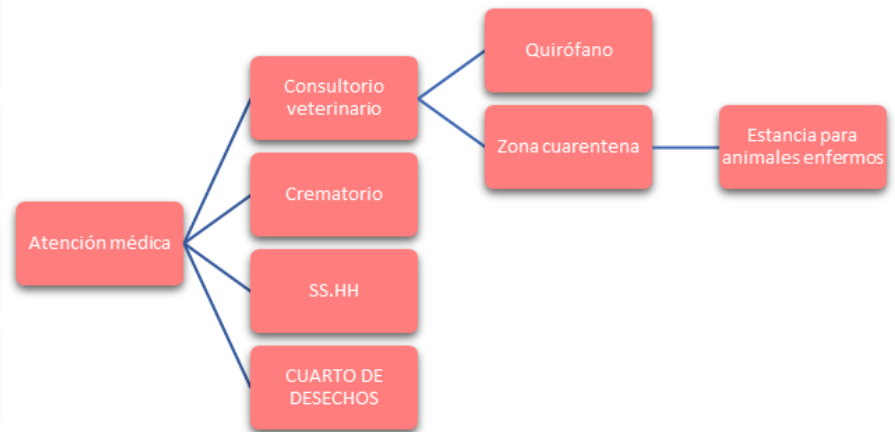 Quirófano
Consultorio
veterinario
Zona cuarentena
Estancia para
animales enfermos
Crematorio
Atención médica
SS.HH
CUARTO DE
DESECHOS